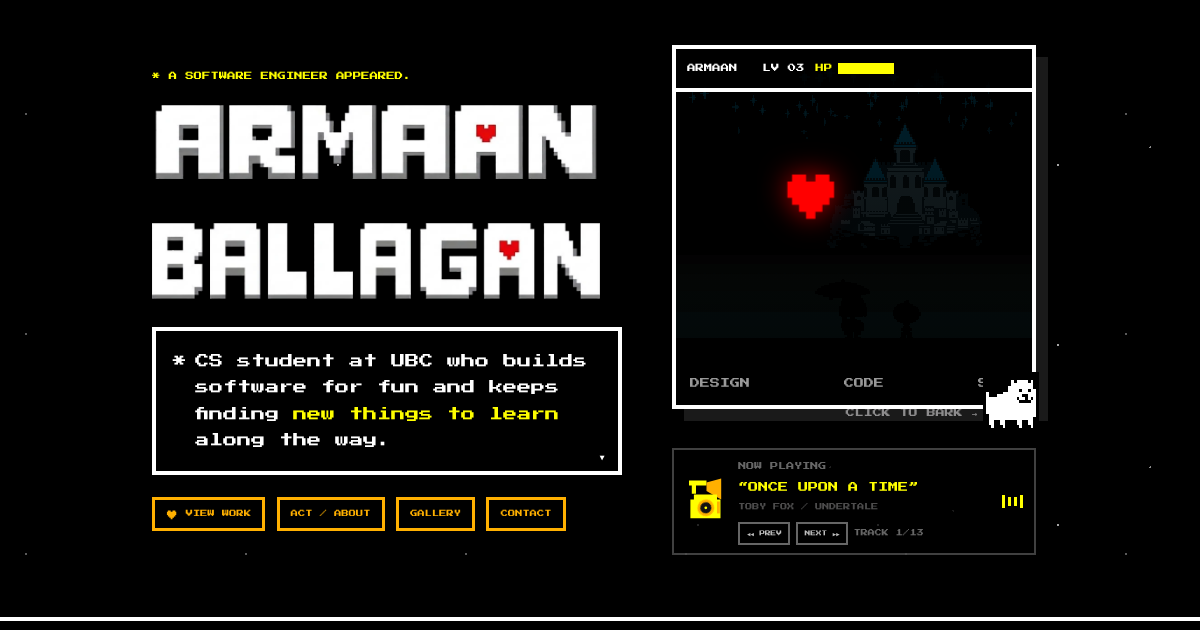 * A SOFTWARE ENGINEER APPEARED.
ARMAAN
BALLAGAN
* CS student at UBC who builds
software for fun and keeps
finding new things to learn
along the way.
VIEW WORK
ACT / ABOUT
GALLERY
CONTACT
ARMAAN LV 03 HP
DESIGN CODE
CLICK TO BARK →
NOW PLAYING
“ONCE UPON A TIME”
TOBY FOX / UNDERTALE
PREV NEXT TRACK 1/13